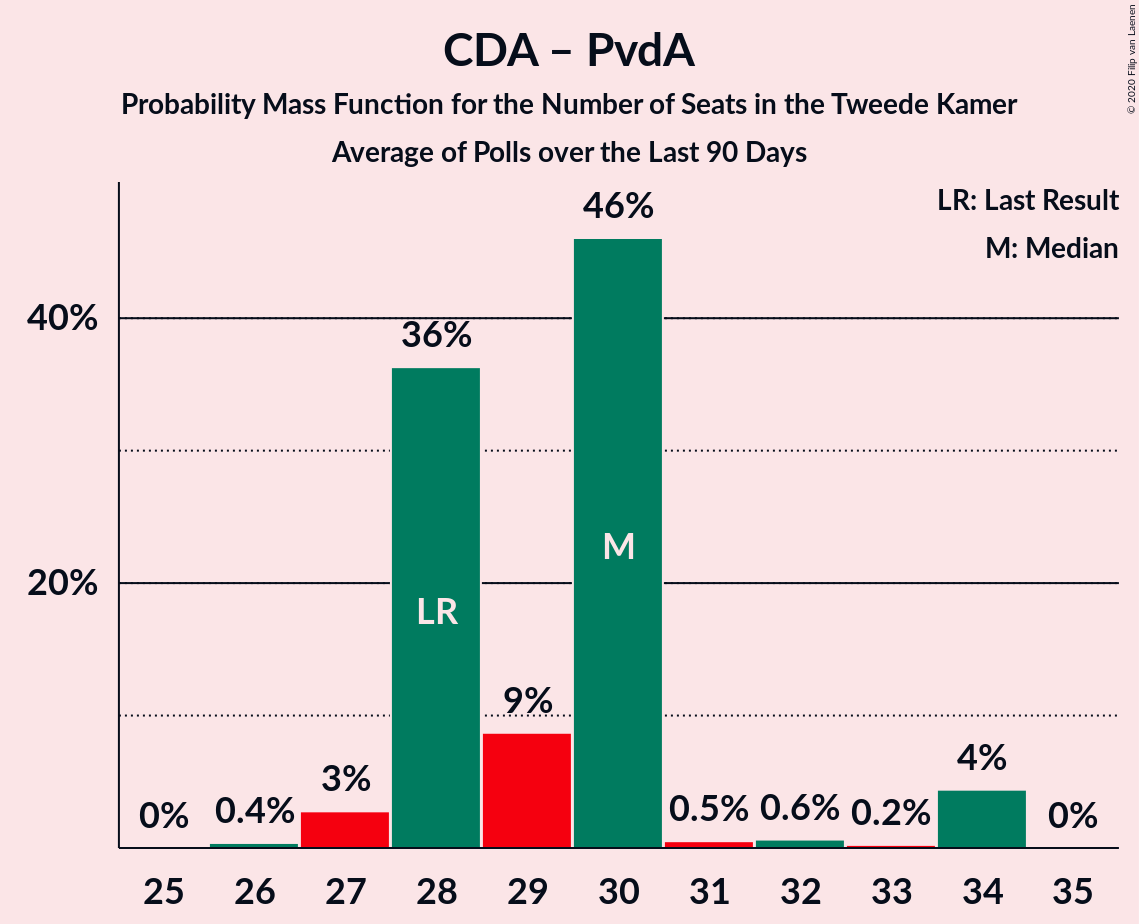 CDA – PvdA
Probability Mass Function for the Number of Seats in the Tweede Kamer
Average of Polls over the Last 90 Days
© 2020 Filip van Laenen
LR: Last Result
M: Median
46%
40%
36%
M
20%
LR
9%
4%
3%
0%
0.4%
0.5%
0.6%
0.2%
0%
25 26 27 28 29 30 31 32 33 34 35